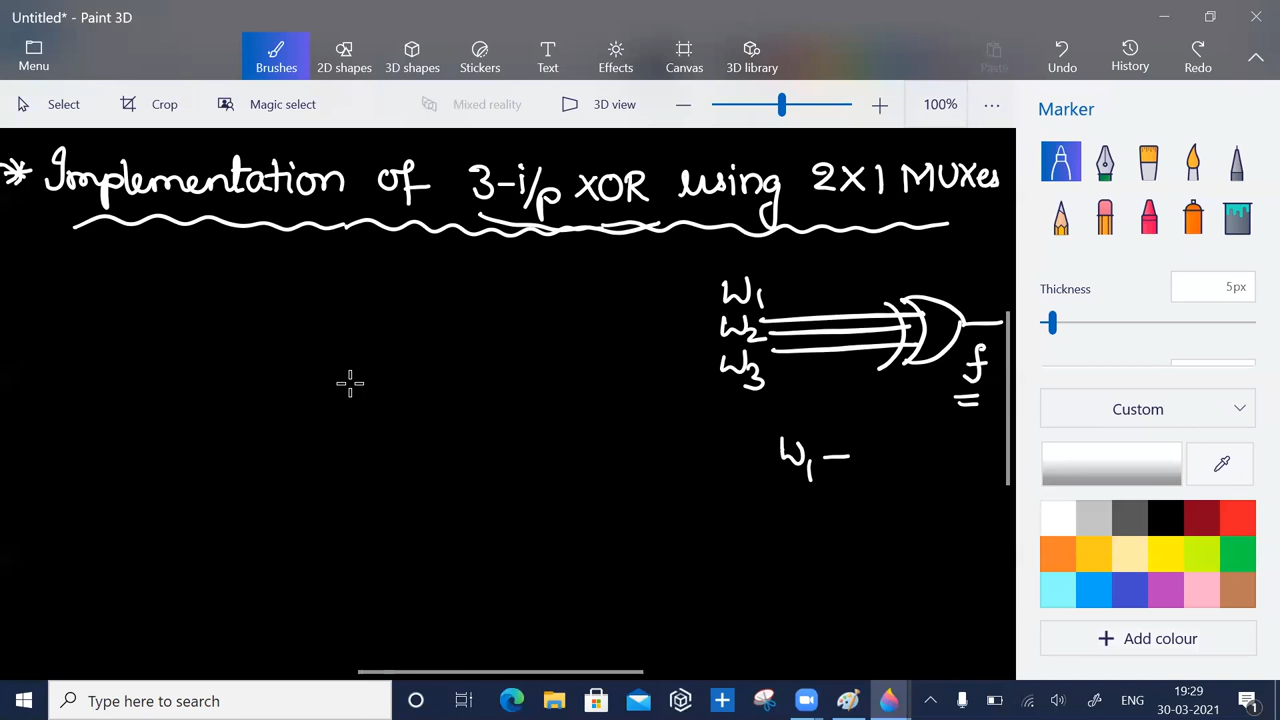 Untitled* - Paint 3D
Menu
Brushes
2D shapes
3D shapes
Stickers
Text
Effects
Canvas
3D library
Paste
Undo
History
Redo
Select
Crop
Magic select
Mixed reality
3D view
100%
Marker
* Implementation of 3-i/p XOR using 2X1 MUXes
W1
W2
W3
f
W1 -
Thickness
5px
Custom
+ Add colour
Type here to search
ENG
19:29
30-03-2021
1